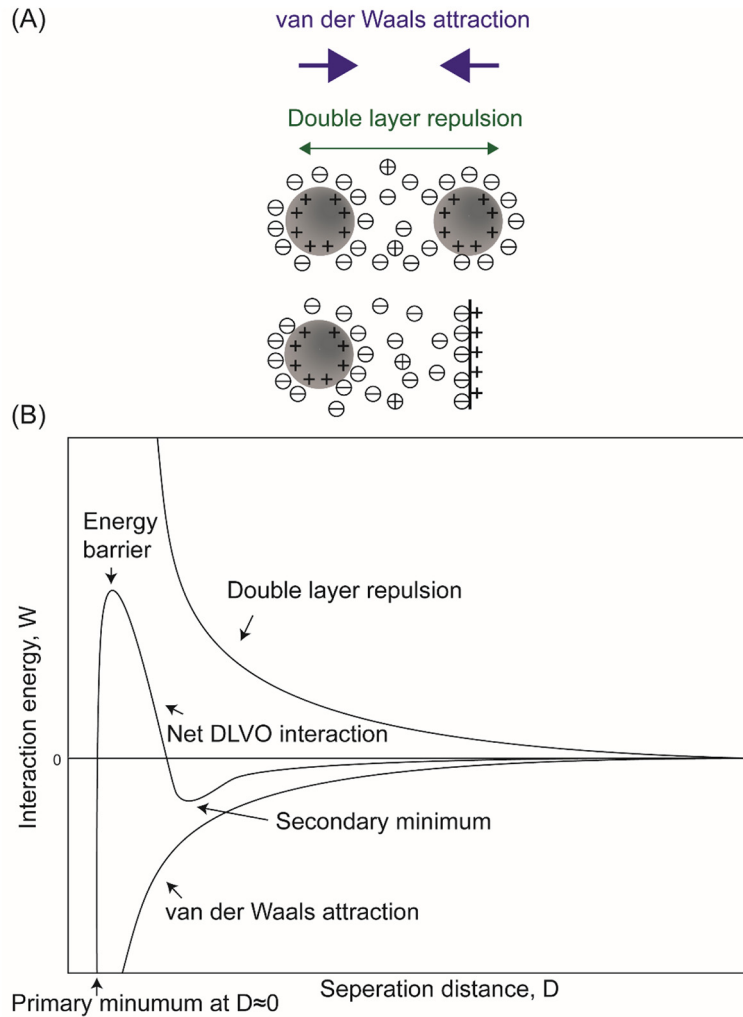 (A)
van der Waals attraction
Double layer repulsion
(B)
Energy
barrier
Double layer repulsion
Net DLVO interaction
Interaction energy, W
0
Secondary minimum
van der Waals attraction
Seperation distance, D
Primary minumum at D≈0